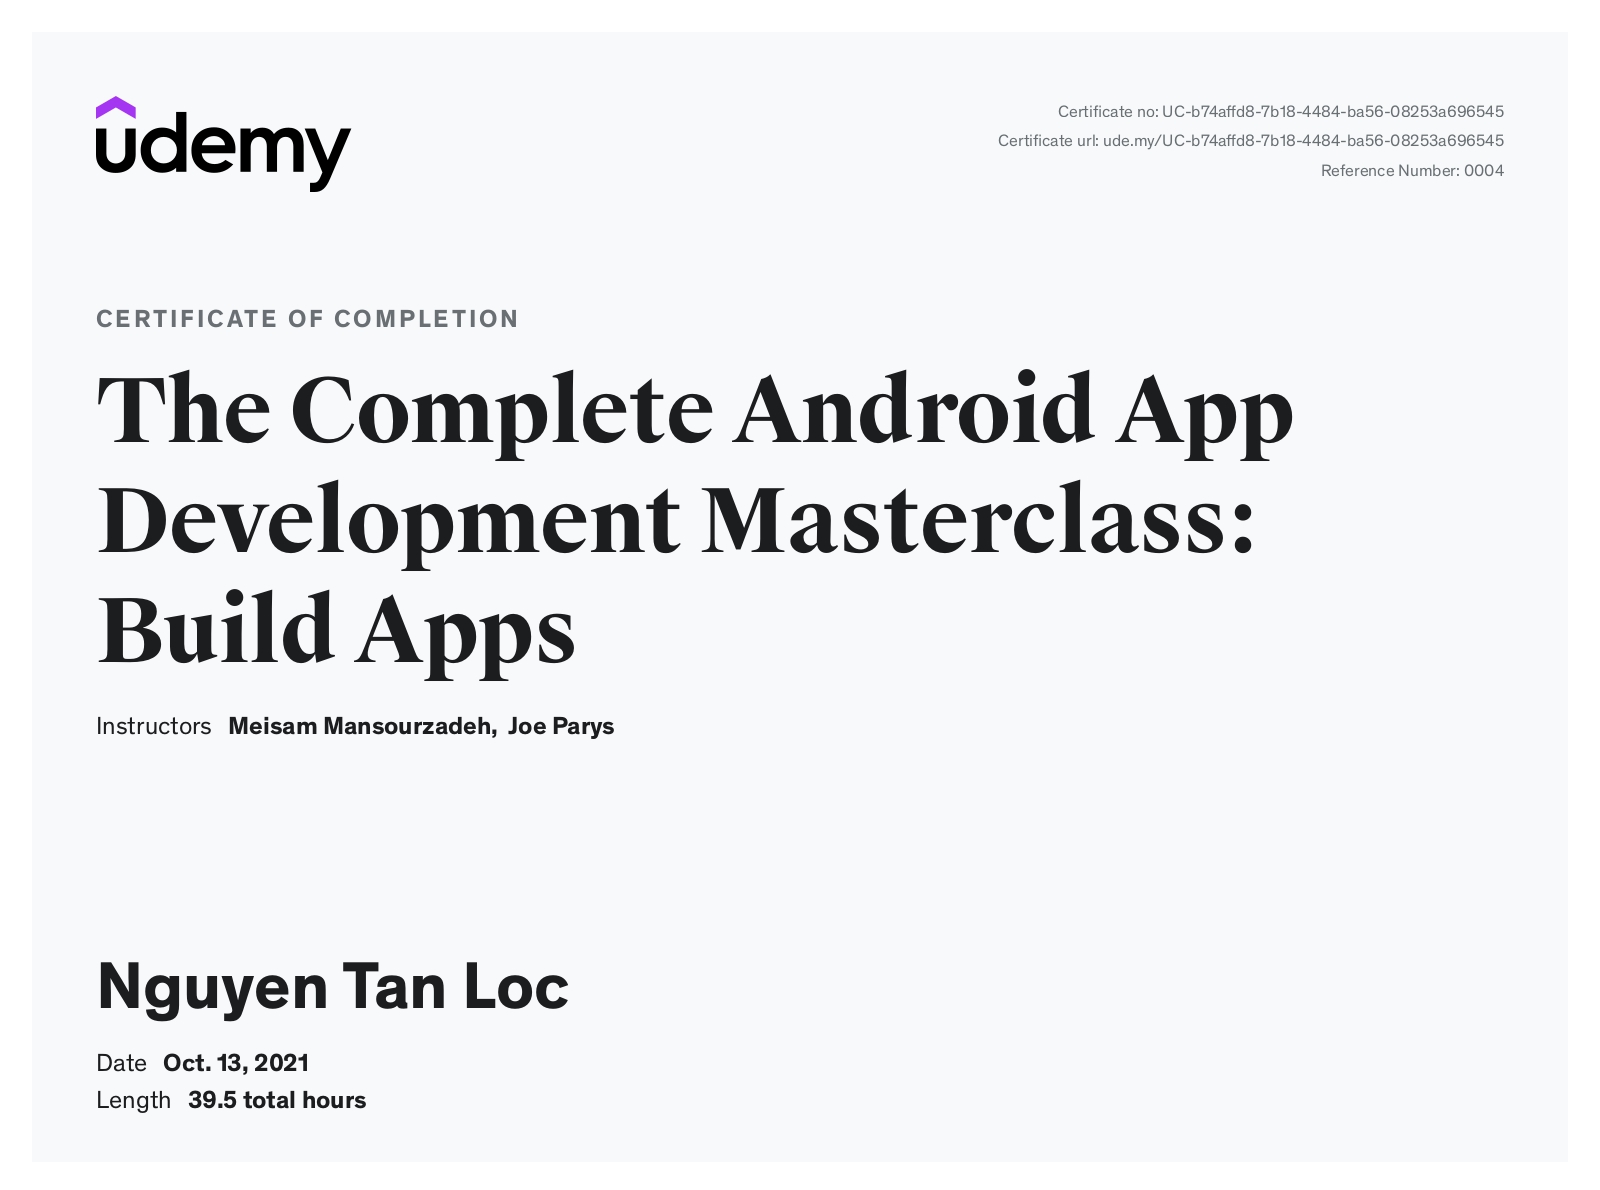 udemy
Certificate no: UC-b74affd8-7b18-4484-ba56-08253a696545
Certificate url: ude.my/UC-b74affd8-7b18-4484-ba56-08253a696545
Reference Number: 0004
CERTIFICATE OF COMPLETION
The Complete Android App
Development Masterclass:
Build Apps
Instructors Meisam Mansourzadeh, Joe Parys
Nguyen Tan Loc
Date Oct. 13, 2021
Length 39.5 total hours